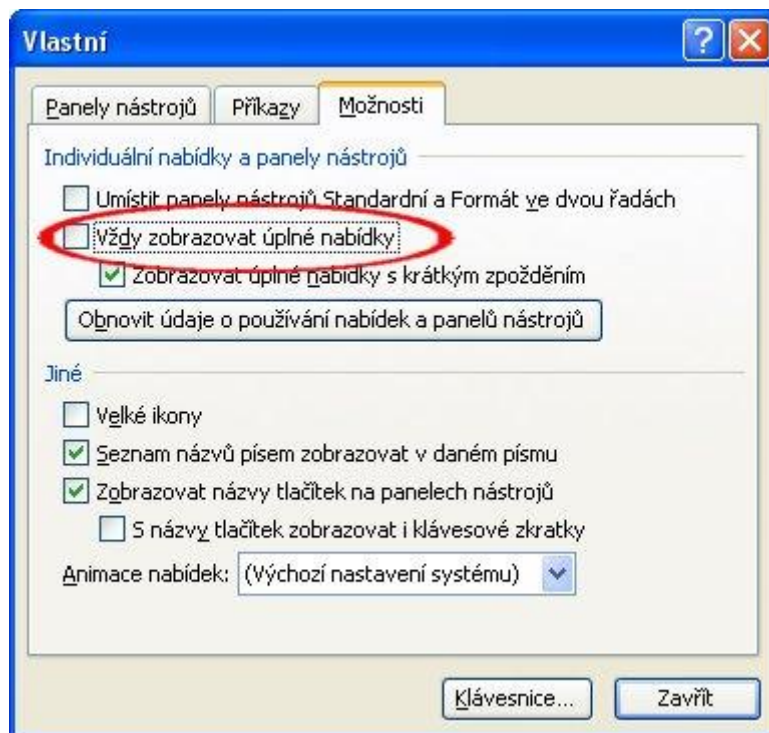 Vlastní
Panely nástrojů Příkazy Možnosti
Individuální nabídky a panely nástrojů
Umístit panely nástrojů Standardní a Formát ve dvou řadách
Vždy zobrazovat úplné nabídky
Zobrazovat úplné nabídky s krátkým zpožděním
Obnovit údaje o používání nabídek a panelů nástrojů
Jiné
Velké ikony
Seznam názvů písem zobrazovat v daném písmu
Zobrazovat názvy tlačítek na panelech nástrojů
S názvy tlačítek zobrazovat i klávesové zkratky
Animace nabídek: (Výchozí nastavení systému)
Klávesnice... Zavřít